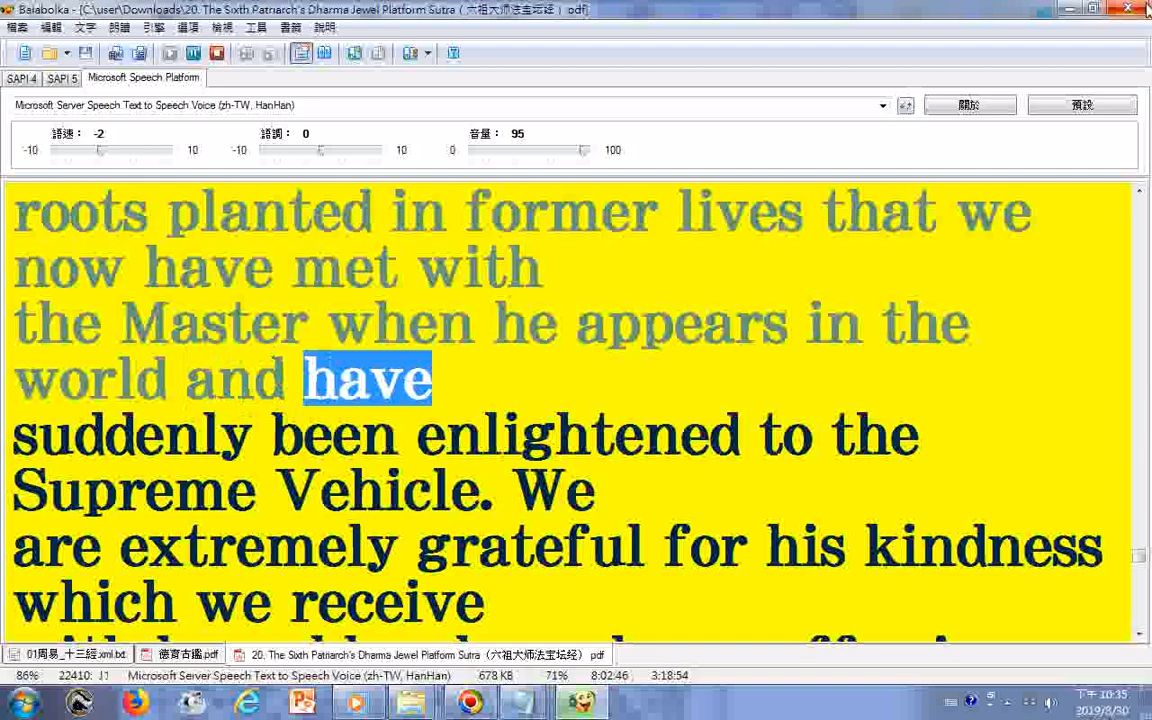 Balabolka - [C:\user\Downloads\20. The Sixth Patriarch's Dharma Jewel Platform Sutra（六祖大师法宝坛经）.pdf]
檔案 編輯 文字 朗讀 引擎 選項 檢視 工具 書籤 說明
SAPI 4 SAPI 5 Microsoft Speech Platform
Microsoft Server Speech Text to Speech Voice (zh-TW, HanHan) 關於 預設
語速： -2 語調： 0 音量： 95
-10 10 -10 10 0 100
roots planted in former lives that we
now have met with
the Master when he appears in the
world and have
suddenly been enlightened to the
Supreme Vehicle. We
are extremely grateful for his kindness
which we receive
01周易_十三經.xml.txt 德育古鑑.pdf 20. The Sixth Patriarch's Dharma Jewel Platform Sutra（六祖大师法宝坛经）.pdf
86% 22410: 11 Microsoft Server Speech Text to Speech Voice (zh-TW, HanHan) 678 KB 71% 8:02:46 3:18:54
下午 10:35
2019/8/30